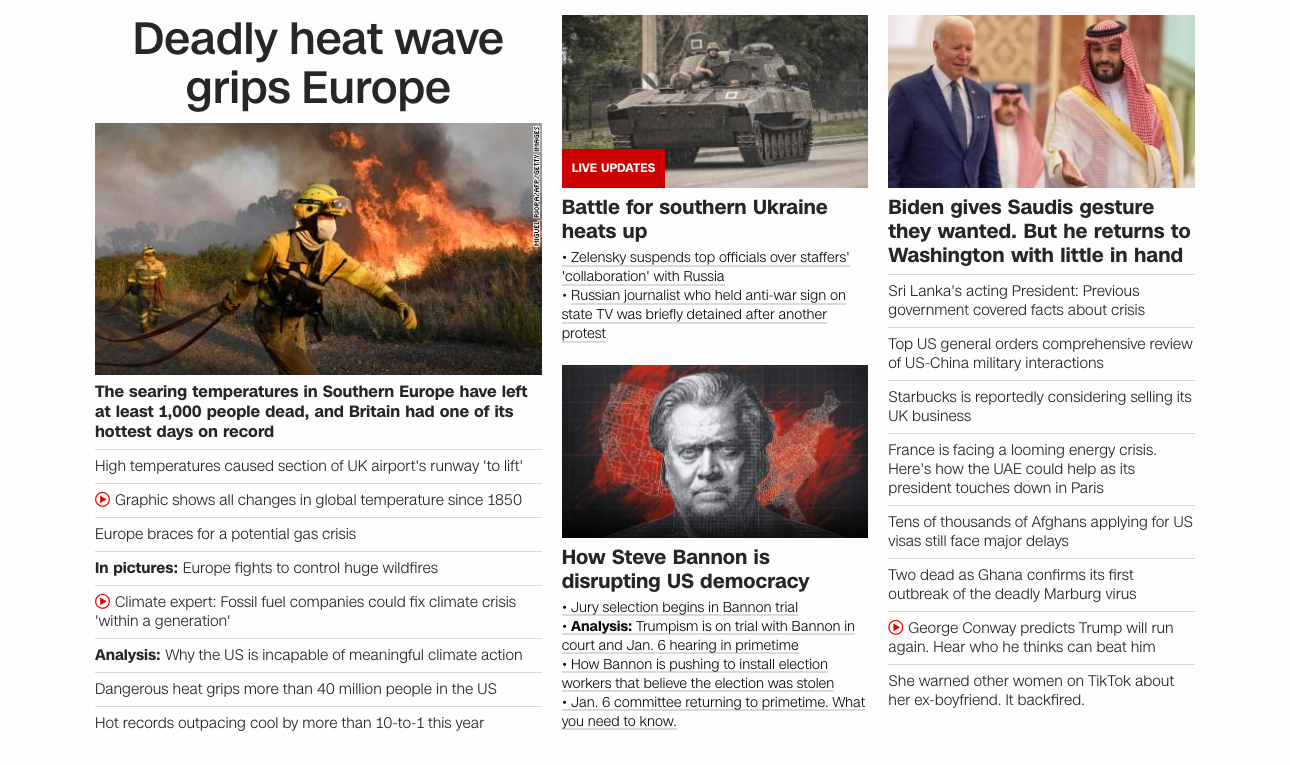 Deadly heat wave
grips Europe
MIGUEL RIOPA/AFP/GETTY IMAGES
The searing temperatures in Southern Europe have left
at least 1,000 people dead, and Britain had one of its
hottest days on record
High temperatures caused section of UK airport's runway 'to lift'
Graphic shows all changes in global temperature since 1850
Europe braces for a potential gas crisis
In pictures: Europe fights to control huge wildfires
Climate expert: Fossil fuel companies could fix climate crisis
'within a generation'
Analysis: Why the US is incapable of meaningful climate action
Dangerous heat grips more than 40 million people in the US
Hot records outpacing cool by more than 10-to-1 this year
LIVE UPDATES
Battle for southern Ukraine
heats up
• Zelensky suspends top officials over staffers'
'collaboration' with Russia
• Russian journalist who held anti-war sign on
state TV was briefly detained after another
protest
How Steve Bannon is
disrupting US democracy
• Jury selection begins in Bannon trial
• Analysis: Trumpism is on trial with Bannon in
court and Jan. 6 hearing in primetime
• How Bannon is pushing to install election
workers that believe the election was stolen
• Jan. 6 committee returning to primetime. What
you need to know.
Biden gives Saudis gesture
they wanted. But he returns to
Washington with little in hand
Sri Lanka's acting President: Previous
government covered facts about crisis
Top US general orders comprehensive review
of US-China military interactions
Starbucks is reportedly considering selling its
UK business
France is facing a looming energy crisis.
Here's how the UAE could help as its
president touches down in Paris
Tens of thousands of Afghans applying for US
visas still face major delays
Two dead as Ghana confirms its first
outbreak of the deadly Marburg virus
George Conway predicts Trump will run
again. Hear who he thinks can beat him
She warned other women on TikTok about
her ex-boyfriend. It backfired.